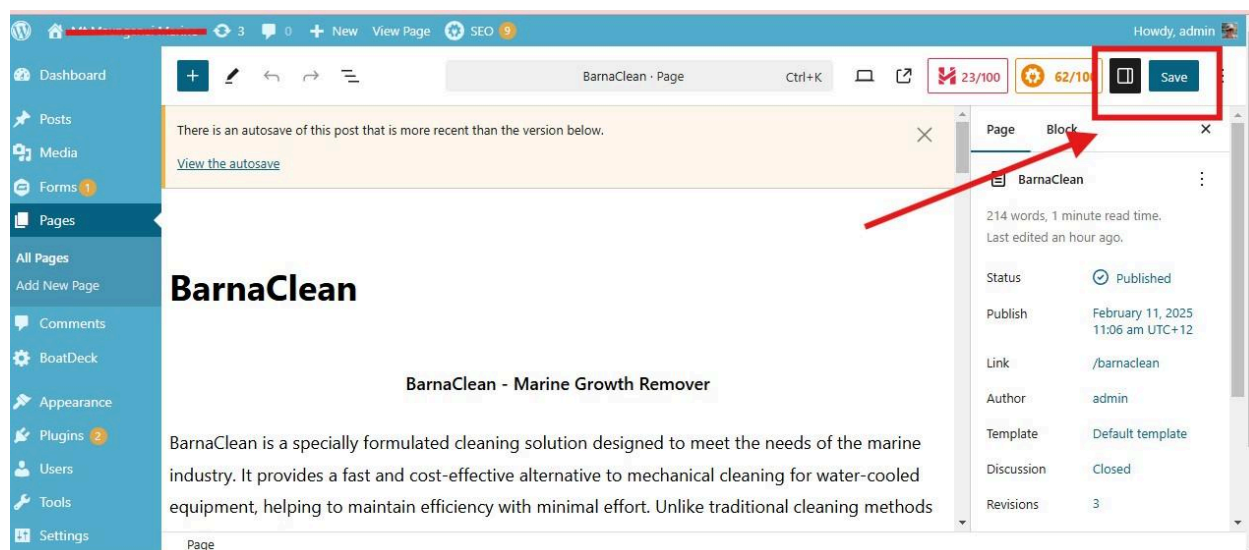 3 0 + New View Page SEO 9 Howdy, admin
Dashboard
Posts
Media
Forms 1
Pages
All Pages
Add New Page
Comments
BoatDeck
Appearance
Plugins 2
Users
Tools
Settings
BarnaClean · Page Ctrl+K
23/100
62/100
Save
There is an autosave of this post that is more recent than the version below.
View the autosave
BarnaClean
BarnaClean - Marine Growth Remover
BarnaClean is a specially formulated cleaning solution designed to meet the needs of the marine
industry. It provides a fast and cost-effective alternative to mechanical cleaning for water-cooled
equipment, helping to maintain efficiency with minimal effort. Unlike traditional cleaning methods
Page
Page Block
BarnaClean
214 words, 1 minute read time.
Last edited an hour ago.
Status Published
Publish February 11, 2025
11:06 am UTC+12
Link /barnaclean
Author admin
Template Default template
Discussion Closed
Revisions 3